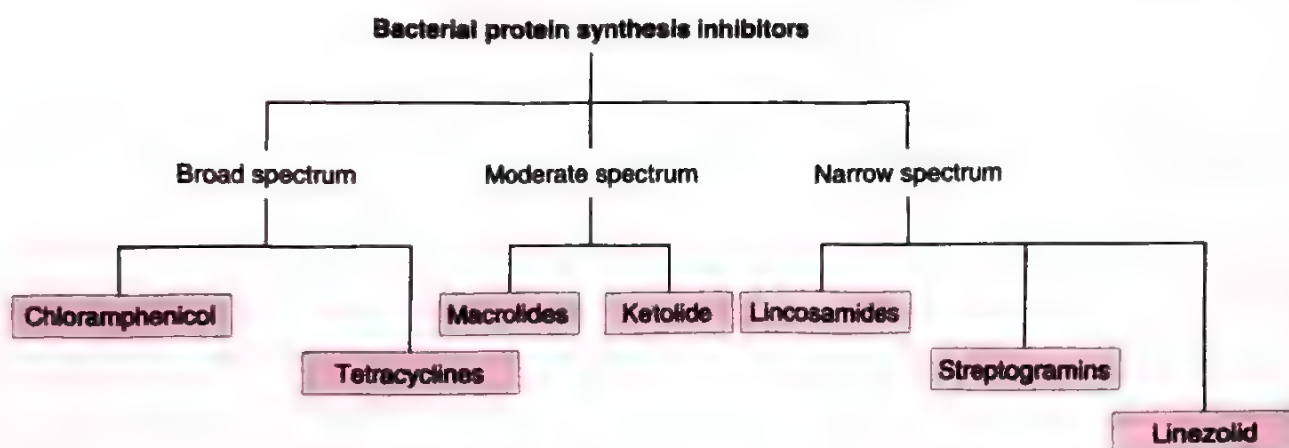 Bacterial protein synthesis inhibitors
Broad spectrum
Moderate spectrum
Narrow spectrum
Chloramphenicol
Macrolides
Ketolide
Lincosamides
Tetracyclines
Streptogramins
Linezolid